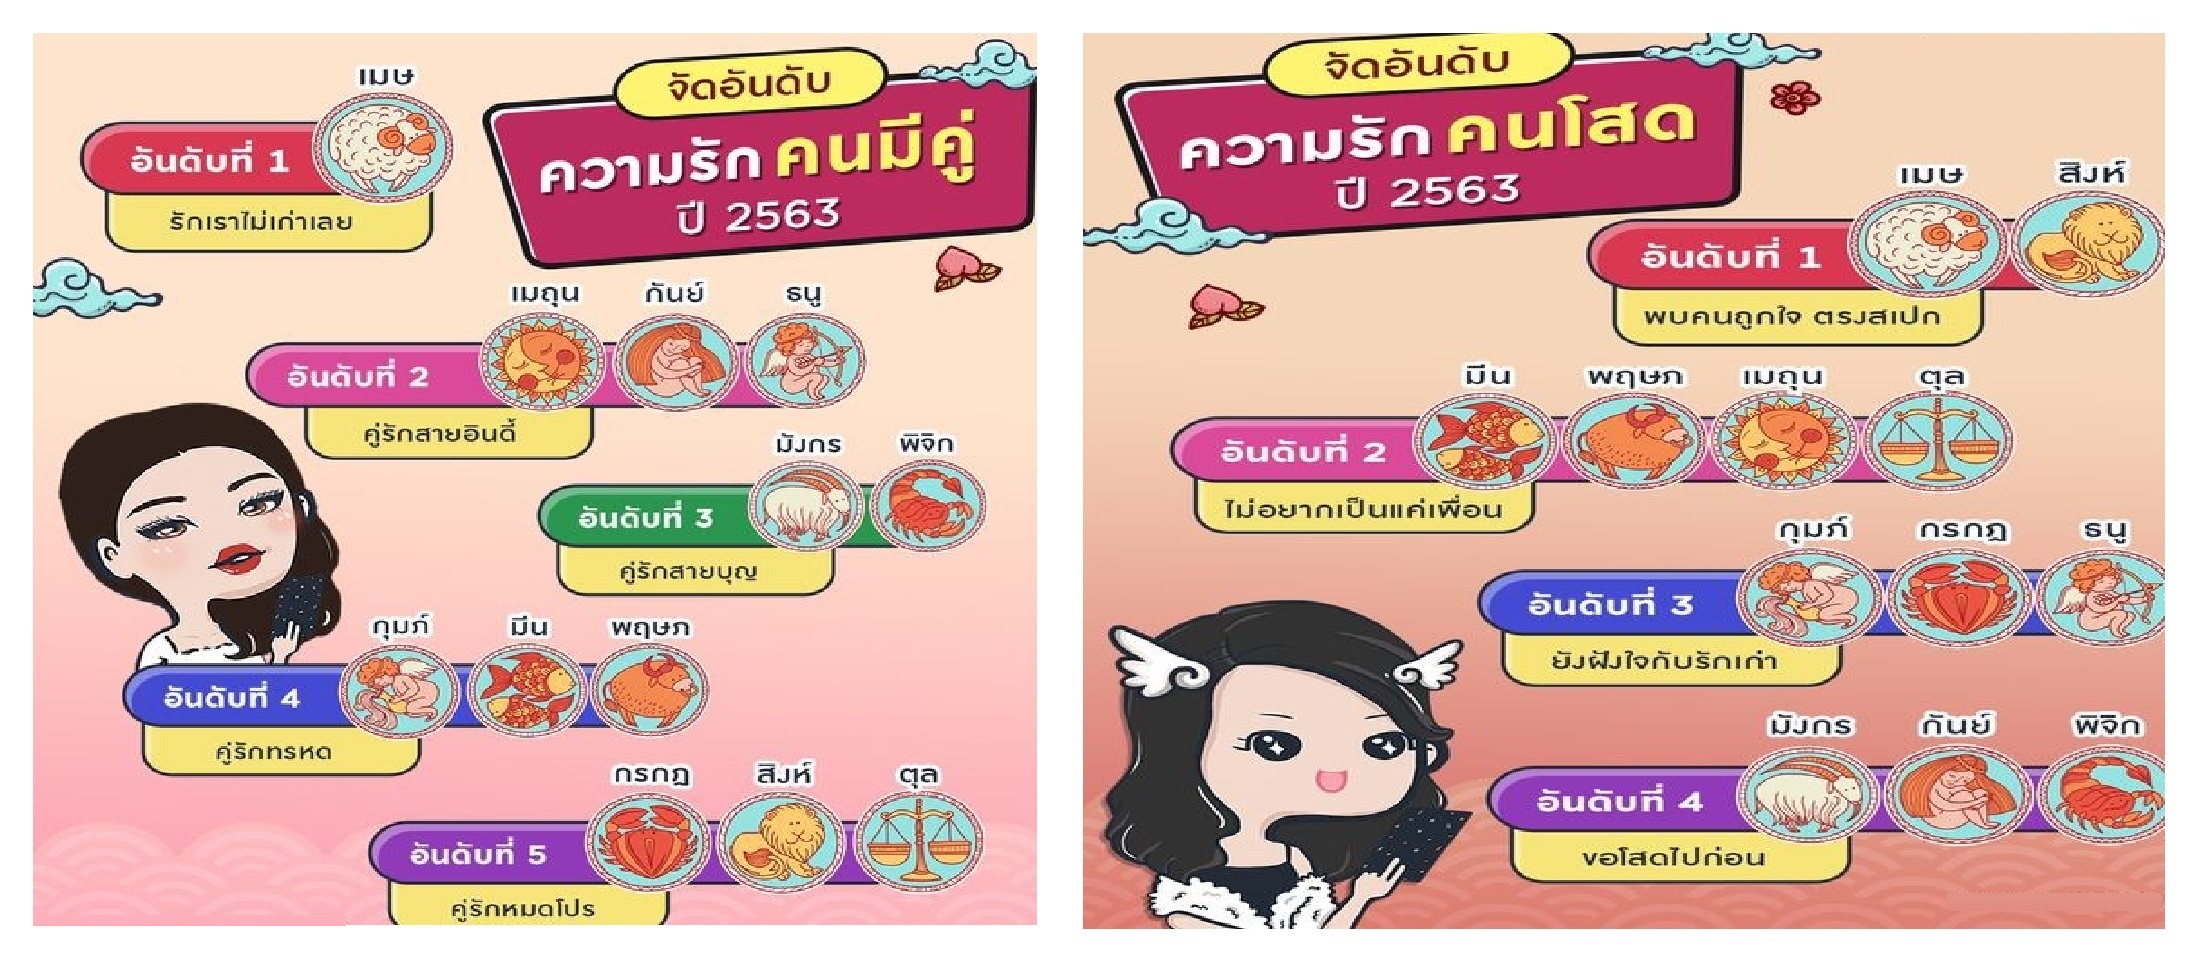 จัดอันดับ
ความรัก คนมีคู่
ปี 2563
เมษ
อันดับที่ 1
รักเราไม่เก่าเลย
เมถุน กันย์ ธนู
อันดับที่ 2
คู่รักสายอินดี้
มังกร พิจิก
อันดับที่ 3
คู่รักสายบุญ
กุมภ์ มีน พฤษภ
อันดับที่ 4
คู่รักทรหด
กรกฎ สิงห์ ตุล
อันดับที่ 5
คู่รักหมดโปร
จัดอันดับ
ความรัก คนโสด
ปี 2563
เมษ สิงห์
อันดับที่ 1
พบคนถูกใจ ตรงสเปก
มีน พฤษภ เมถุน ตุล
อันดับที่ 2
ไม่อยากเป็นแค่เพื่อน
กุมภ์ กรกฎ ธนู
อันดับที่ 3
ยังฝังใจกับรักเก่า
มังกร กันย์ พิจิก
อันดับที่ 4
ขอโสดไปก่อน